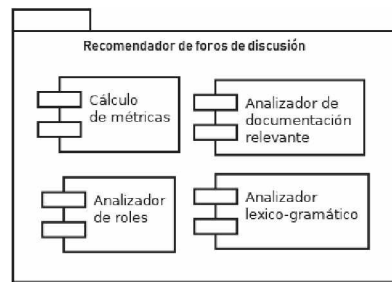 Recomendador de foros de discusión
Cálculo
de métricas
Analizador de
documentación
relevante
Analizador
de roles
Analizador
lexico-gramático